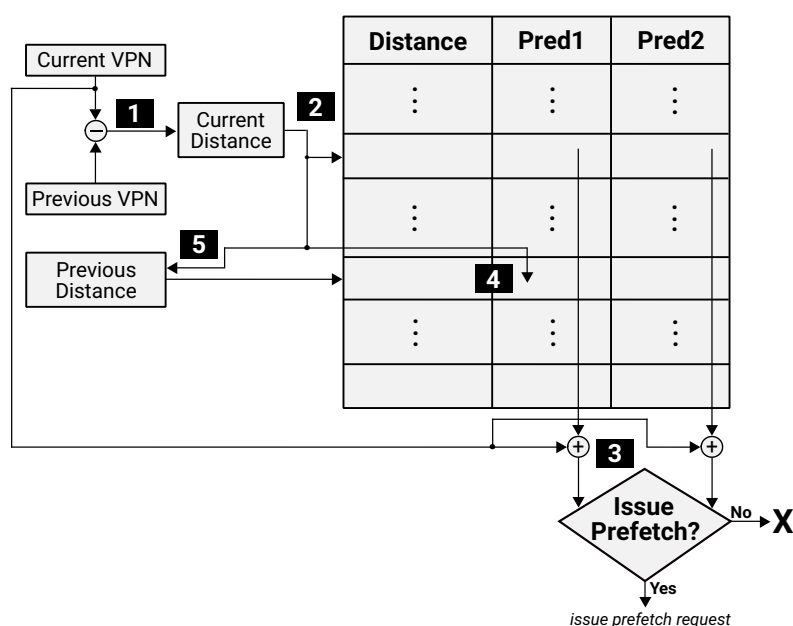 Distance Pred1 Pred2
Current VPN
1
Current
Distance
2
Previous VPN
5
Previous
Distance
4
+
+
3
Issue
Prefetch?
No
X
Yes
issue prefetch request